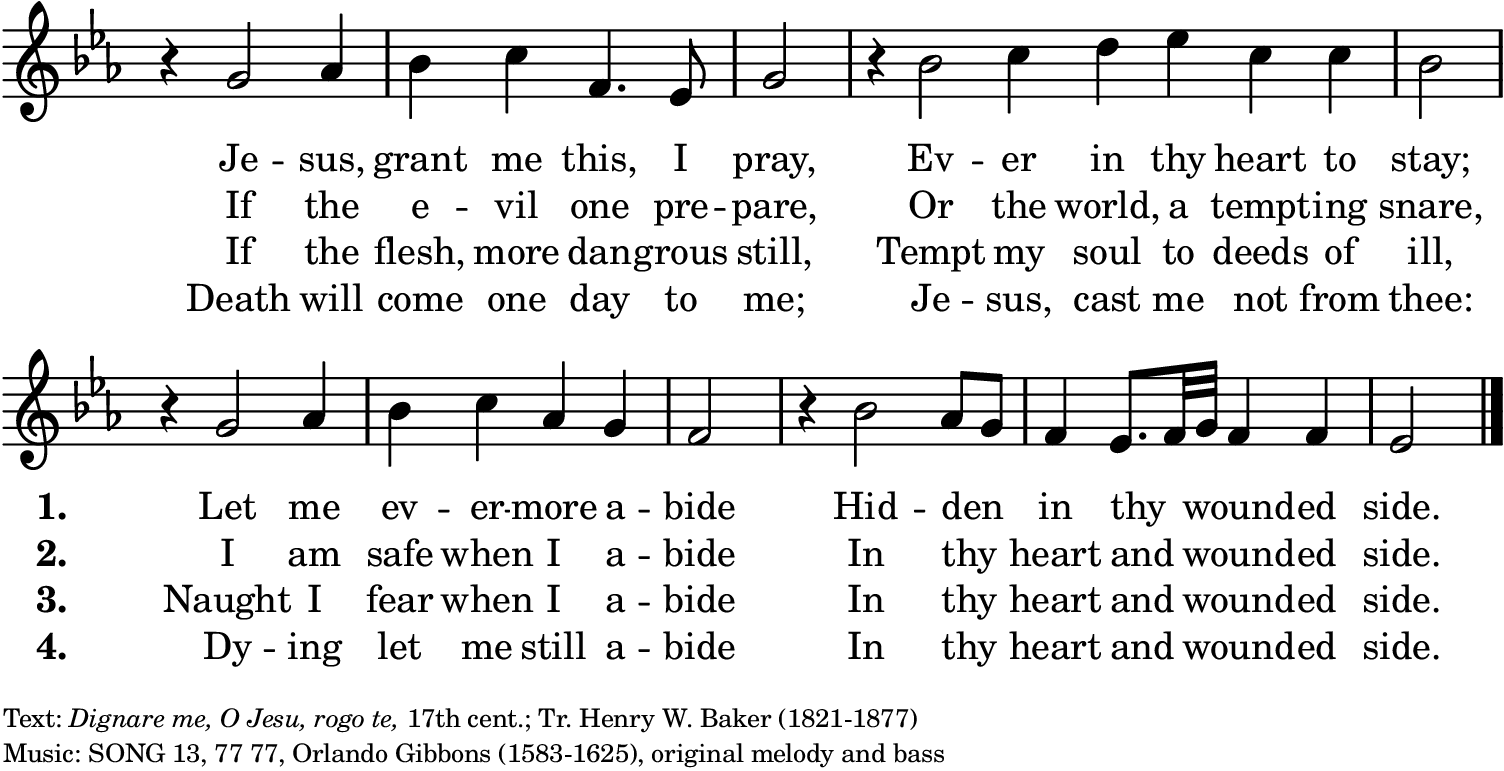 Je - sus, grant me this, I pray, Ev - er in thy heart to stay;
If the e - vil one pre - pare, Or the world, a tempting snare,
If the flesh, more dangrous still, Tempt my soul to deeds of ill,
Death will come one day to me; Je - sus, cast me not from thee:
1. Let me ev - er - more a - bide Hid - den in thy wounded side.
2. I am safe when I a - bide In thy heart and wounded side.
3. Naught I fear when I a - bide In thy heart and wounded side.
4. Dy - ing let me still a - bide In thy heart and wounded side.
Text: Dignare me, O Jesu, rogo te, 17th cent.; Tr. Henry W. Baker (1821-1877)
Music: SONG 13, 77 77, Orlando Gibbons (1583-1625), original melody and bass